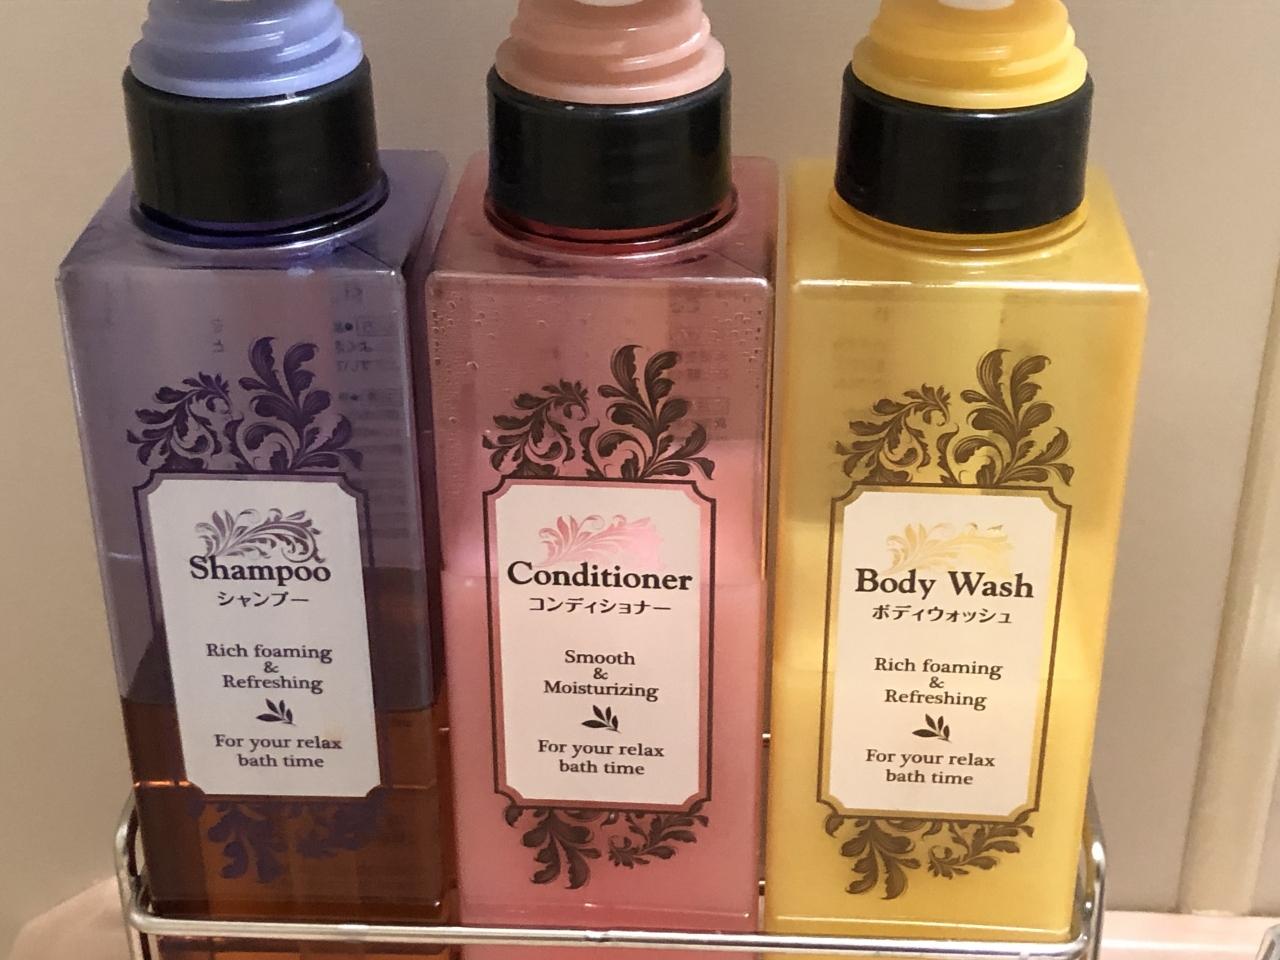 Shampoo
シャンプー
Rich foaming
&
Refreshing
For your relax
bath time
Conditioner
コンディショナー
Smooth
&
Moisturizing
For your relax
bath time
Body Wash
ボディウォッシュ
Rich foaming
&
Refreshing
For your relax
bath time